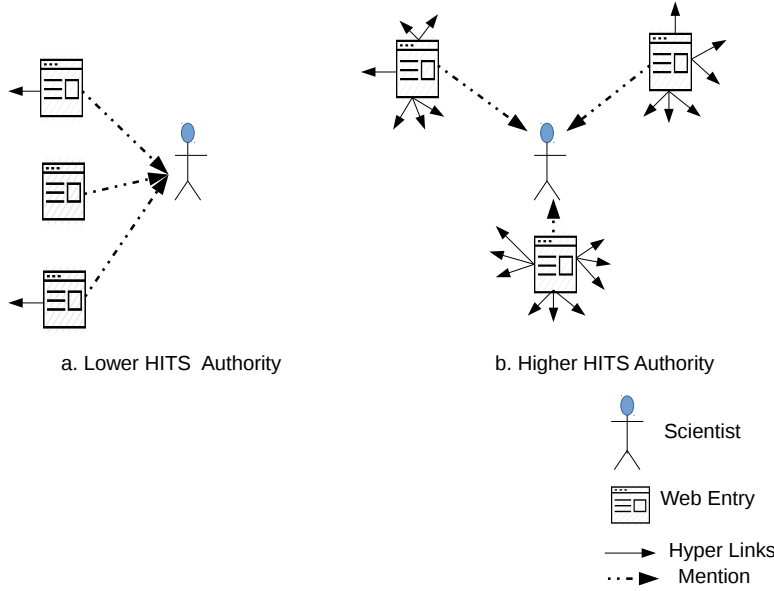 a. Lower HITS  Authority
b. Higher HITS Authority
Scientist
Web Entry
Hyper Links
Mention